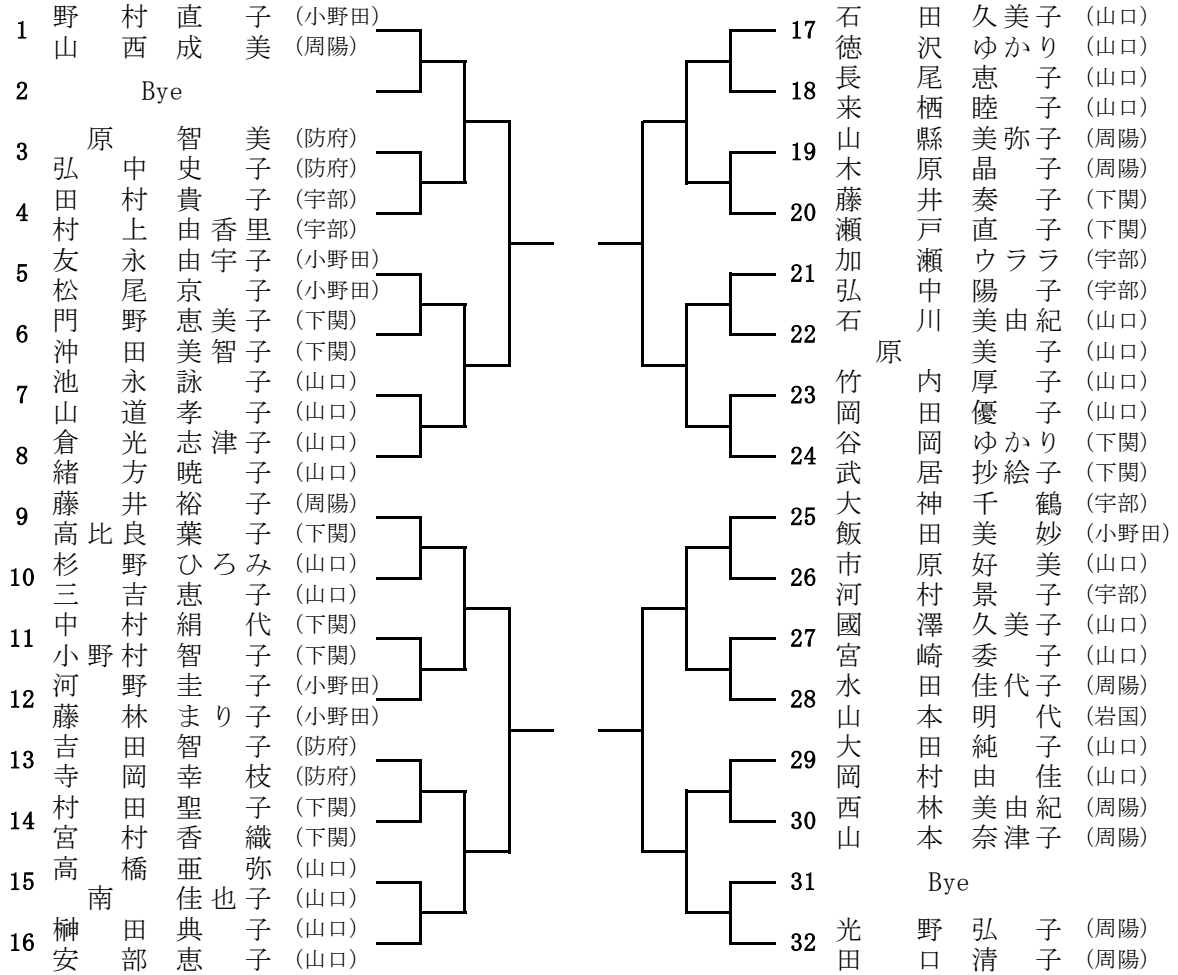 1 野村直子 (小野田)
山西成美 (周陽)
2 Bye
3 原智美 (防府)
弘中史子 (防府)
4 田村貴子 (宇部)
村上由香里 (宇部)
5 友永由宇子 (小野田)
松尾京子 (小野田)
6 門野恵美子 (下関)
沖田美智子 (下関)
7 池永詠子 (山口)
山道孝子 (山口)
8 倉光志津子 (山口)
緒方暁子 (山口)
9 藤井裕子 (周陽)
高比良葉子 (下関)
10 杉野ひろみ (山口)
三吉恵子 (山口)
11 中村絹代 (下関)
小野村智子 (下関)
12 河野圭子 (小野田)
藤林まり子 (小野田)
13 吉田智子 (防府)
寺岡幸枝 (防府)
14 村田聖子 (下関)
宮村香織 (下関)
15 高橋亜弥 (山口)
南佳也子 (山口)
16 榊田典子 (山口)
安部恵子 (山口)
17 石田久美子 (山口)
徳沢ゆかり (山口)
18 長尾恵子 (山口)
来栖睦子 (山口)
19 山縣美弥子 (周陽)
木原晶子 (周陽)
20 藤井奏子 (下関)
瀬戸直子 (下関)
21 加瀬ウララ (宇部)
弘中陽子 (宇部)
22 石川美由紀 (山口)
原美子 (山口)
23 竹内厚子 (山口)
岡田優子 (山口)
24 谷岡ゆかり (下関)
武居抄絵子 (下関)
25 大神千鶴 (宇部)
飯田美妙 (小野田)
26 市原好美 (山口)
河村景子 (宇部)
27 國澤久美子 (山口)
宮崎委子 (山口)
28 水田佳代子 (周陽)
山本明代 (岩国)
29 大田純子 (山口)
岡村由佳 (山口)
30 西林美由紀 (周陽)
山本奈津子 (周陽)
31 Bye
32 光野弘子 (周陽)
田口清子 (周陽)